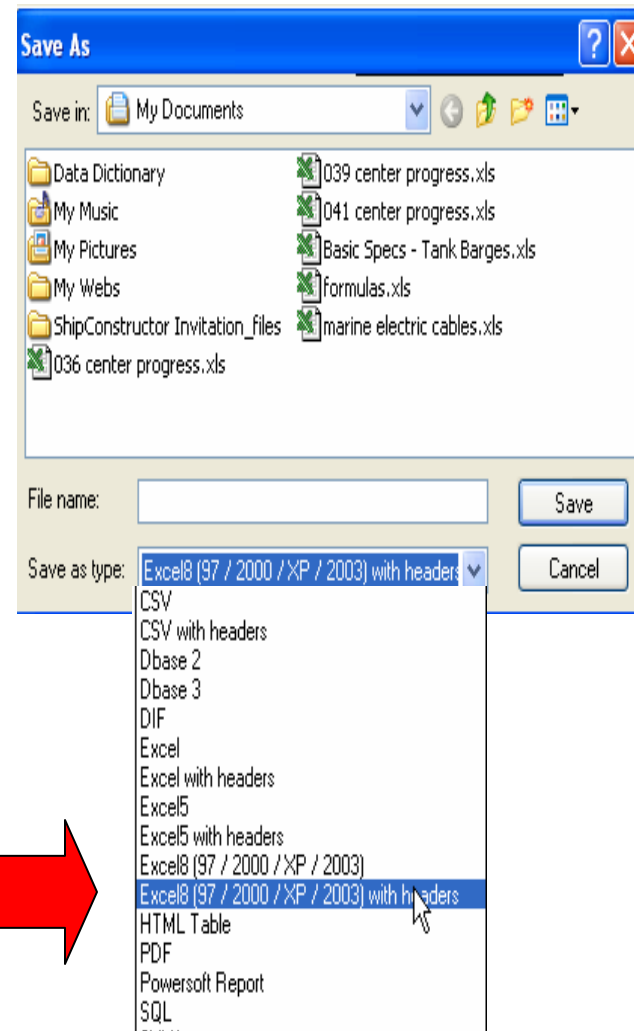 Save As
Save in: My Documents
Data Dictionary
My Music
My Pictures
My Webs
ShipConstructor Invitation_files
036 center progress.xls
039 center progress.xls
041 center progress.xls
Basic Specs - Tank Barges.xls
formulas.xls
marine electric cables.xls
File name:
Save
Save as type: Excel8 (97 / 2000 / XP / 2003) with headers
Cancel
CSV
CSV with headers
Dbase 2
Dbase 3
DIF
Excel
Excel with headers
Excel5
Excel5 with headers
Excel8 (97 / 2000 / XP / 2003)
Excel8 (97 / 2000 / XP / 2003) with headers
HTML Table
PDF
Powersoft Report
SQL